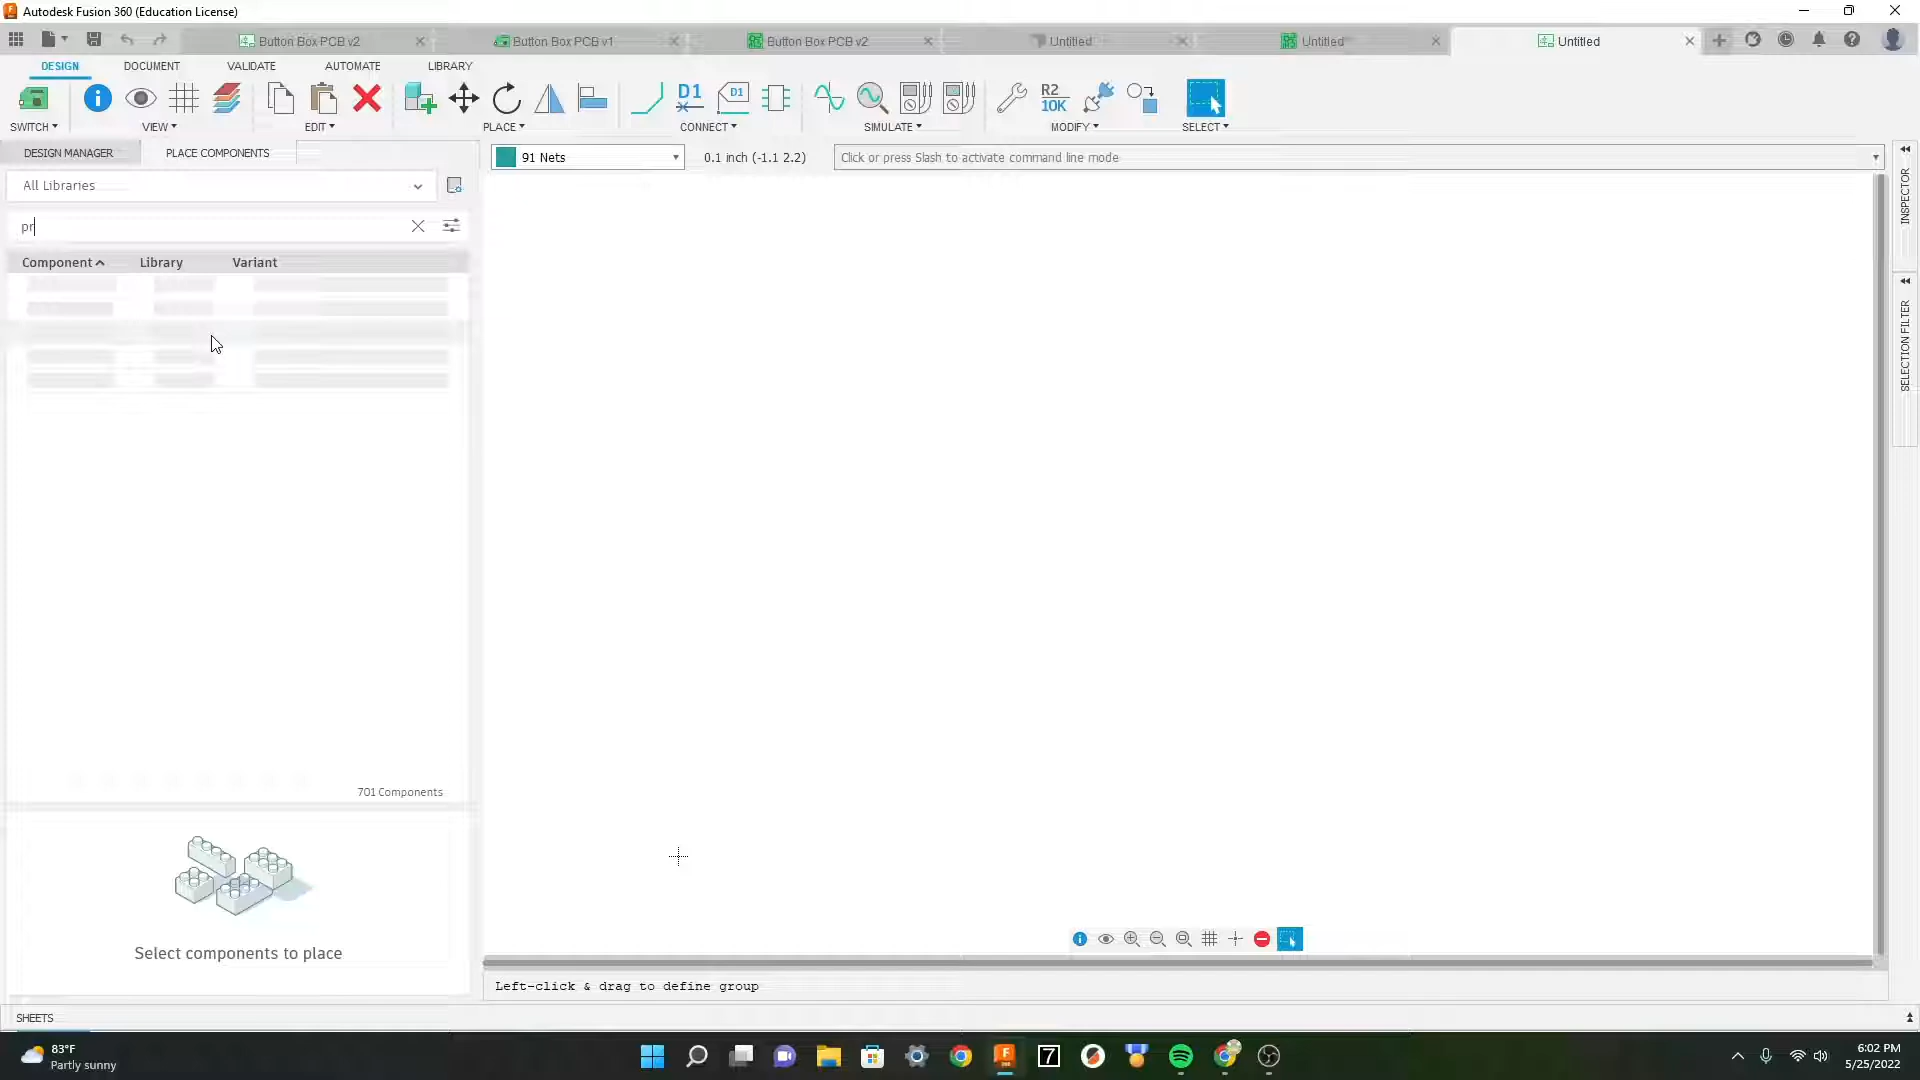 Autodesk Fusion 360 (Education License)
Button Box PCB v2
Button Box PCB v1
Button Box PCB v2
Untitled
Untitled
Untitled
DESIGN
DOCUMENT
VALIDATE
AUTOMATE
LIBRARY
D1
D1
R2
10K
SWITCH
VIEW
EDIT
PLACE
CONNECT
SIMULATE
MODIFY
SELECT
DESIGN MANAGER
PLACE COMPONENTS
91 Nets
0.1 inch (-1.1 2.2)
Click or press Slash to activate command line mode
All Libraries
pr
Component
Library
Variant
INSPECTOR
SELECTION FILTER
701 Components
Select components to place
Left-click & drag to define group
SHEETS
83°F
Partly sunny
7
6:02 PM
5/25/2022